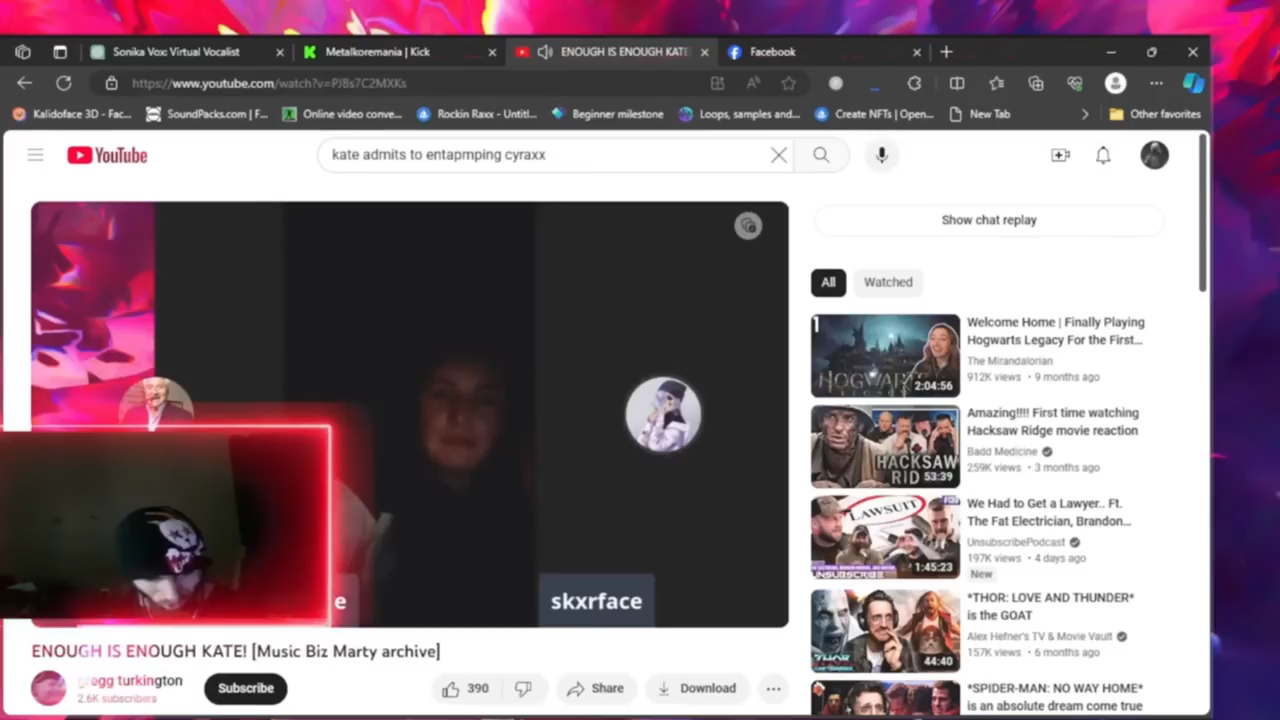 Sonika Vox: Virtual Vocalist
Metalkoremania | Kick
ENOUGH IS ENOUGH KATE
Facebook
https://www.youtube.com/watch?v=PJBs7C2MXKs
Kalidoface 3D - Fac...
SoundPacks.com | F...
Online video conve...
Rockin Raxx - Untitl...
Beginner milestone
Loops, samples and...
Create NFTs | Open...
New Tab
Other favorites
YouTube
kate admits to entapmping cyraxx
Show chat replay
All
Watched
Welcome Home | Finally Playing
Hogwarts Legacy For the First...
The Mirandalorian
912K views • 9 months ago
2:04:56
Amazing!!!! First time watching
Hacksaw Ridge movie reaction
Badd Medicine
259K views • 3 months ago
HACKSAW
RID
53:39
We Had to Get a Lawyer.. Ft.
The Fat Electrician, Brandon...
UnsubscribePodcast
197K views • 4 days ago
New
LAWSUIT
UNSUBSCRIBE
1:45:23
*THOR: LOVE AND THUNDER*
is the GOAT
Alex Hefner's TV & Movie Vault
157K views • 6 months ago
44:40
*SPIDER-MAN: NO WAY HOME*
is an absolute dream come true
e
skxrface
ENOUGH IS ENOUGH KATE! [Music Biz Marty archive]
gregg turkington
2.6K subscribers
Subscribe
390
Share
Download